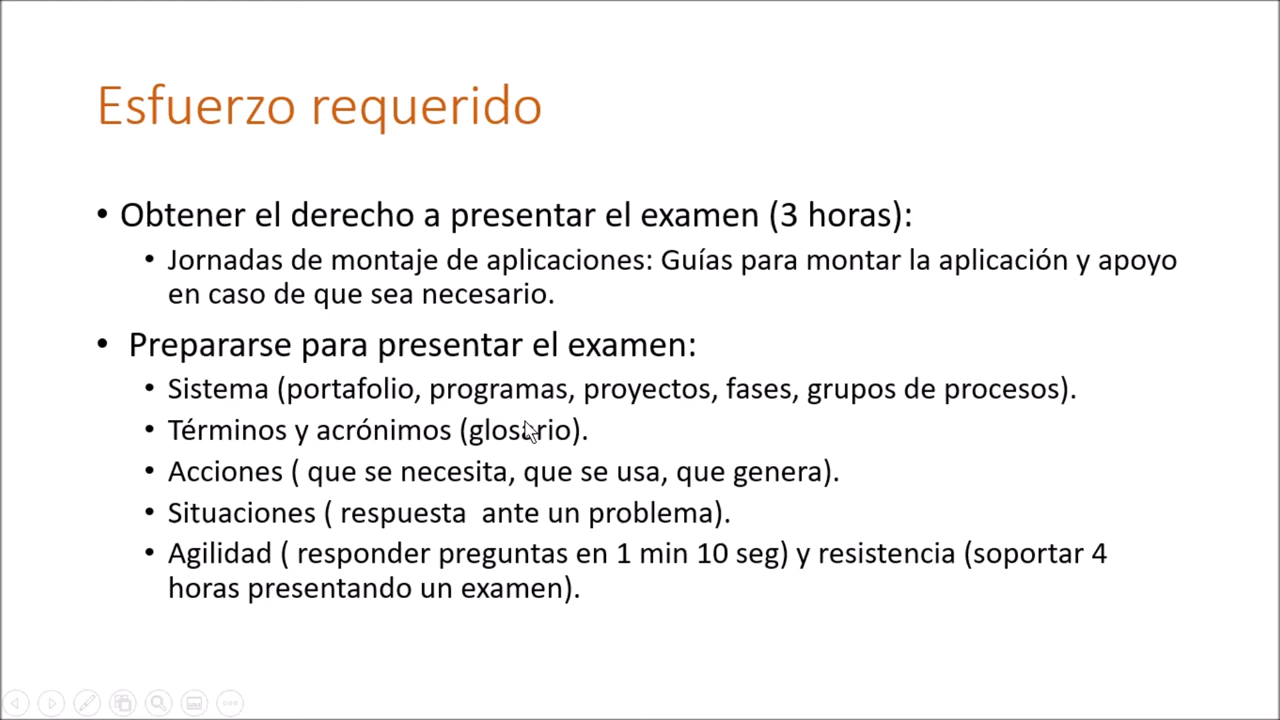 Esfuerzo requerido
• Obtener el derecho a presentar el examen (3 horas):
• Jornadas de montaje de aplicaciones: Guías para montar la aplicación y apoyo
en caso de que sea necesario.
• Prepararse para presentar el examen:
• Sistema (portafolio, programas, proyectos, fases, grupos de procesos).
• Términos y acrónimos (glosario).
• Acciones ( que se necesita, que se usa, que genera).
• Situaciones ( respuesta  ante un problema).
• Agilidad ( responder preguntas en 1 min 10 seg) y resistencia (soportar 4
horas presentando un examen).